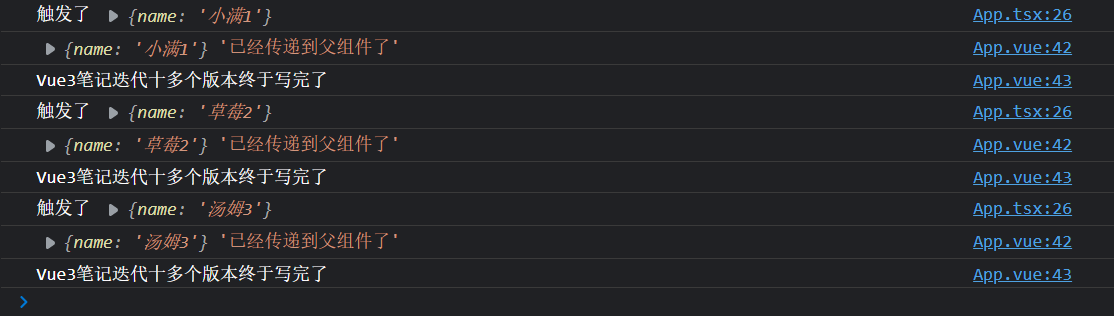 触发了 ▶ {name: '小满1'} App.tsx:26
▶ {name: '小满1'} '已经传递到父组件了' App.vue:42
Vue3笔记迭代十多个版本终于写完了 App.vue:43
触发了 ▶ {name: '草莓2'} App.tsx:26
▶ {name: '草莓2'} '已经传递到父组件了' App.vue:42
Vue3笔记迭代十多个版本终于写完了 App.vue:43
触发了 ▶ {name: '汤姆3'} App.tsx:26
▶ {name: '汤姆3'} '已经传递到父组件了' App.vue:42
Vue3笔记迭代十多个版本终于写完了 App.vue:43